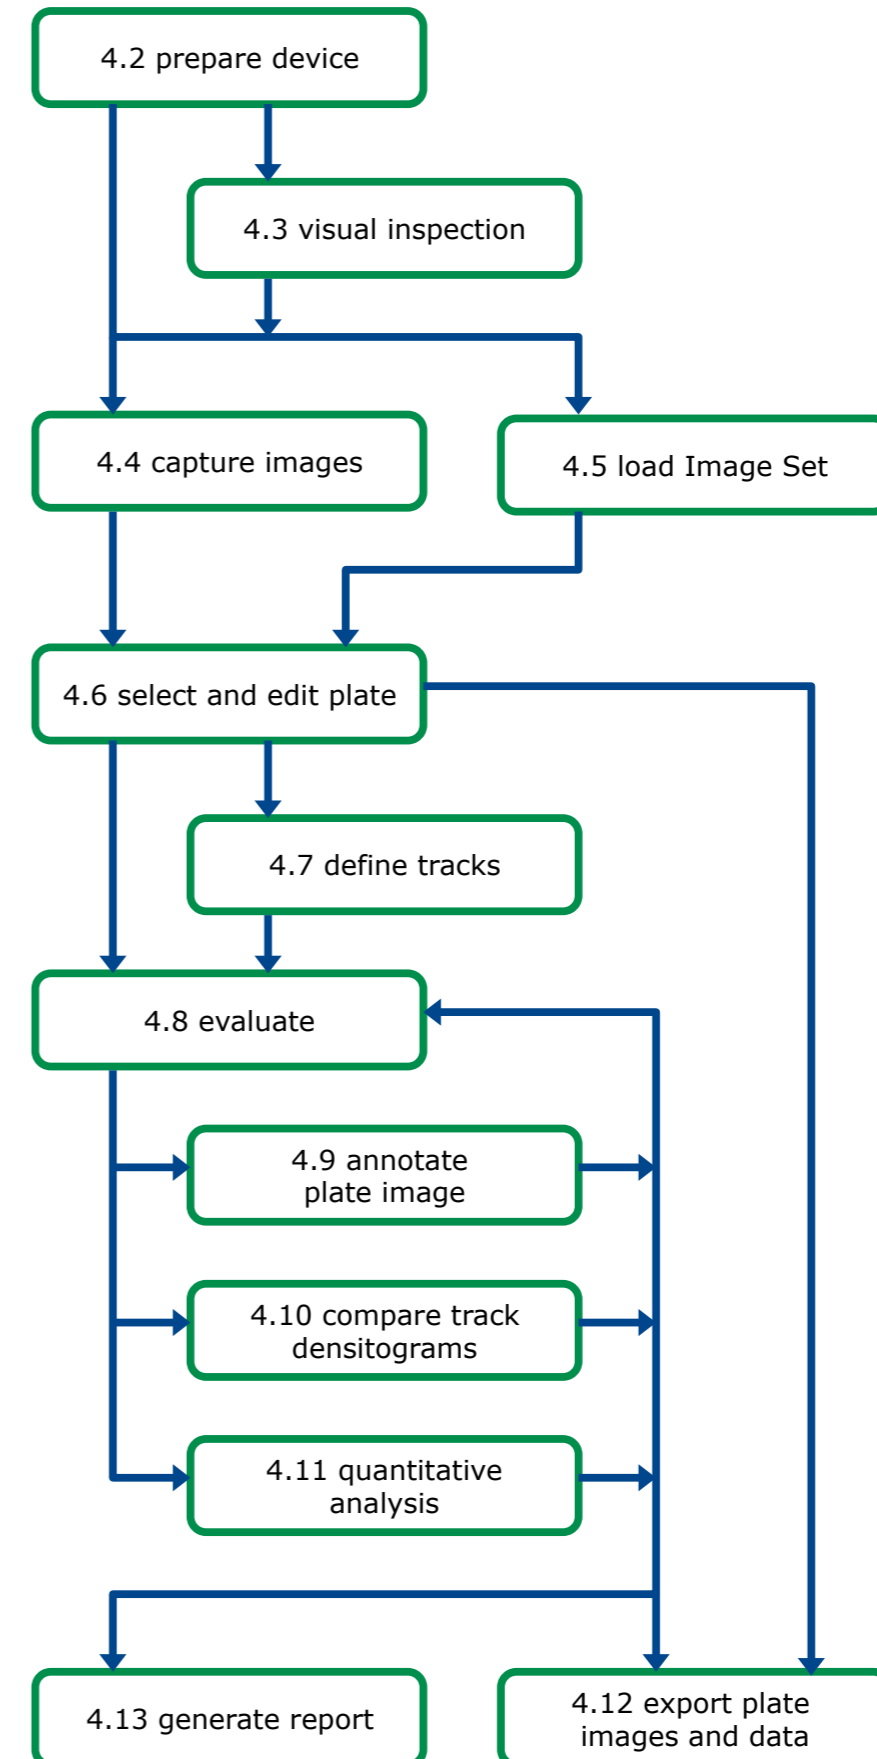 4.2 prepare device
4.3 visual inspection
4.4 capture images
4.5 load Image Set
4.6 select and edit plate
4.7 define tracks
4.8 evaluate
4.9 annotate
plate image
4.10 compare track
densitograms
4.11 quantitative
analysis
4.13 generate report
4.12 export plate
images and data